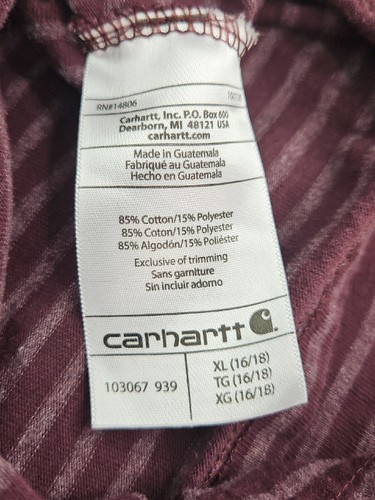 RN#14806
Carhartt, Inc. P.O. Box 600
Dearborn, MI 48121 USA
carhartt.com
Made in Guatemala
Fabriqué au Guatemala
Hecho en Guatemala
85% Cotton/15% Polyester
85% Coton/15% Polyester
85% Algodón/15% Poliéster
Exclusive of trimming
Sans garniture
Sin incluir adorno
carhartt
103067 939
XL (16/18)
TG (16/18)
XG (16/18)